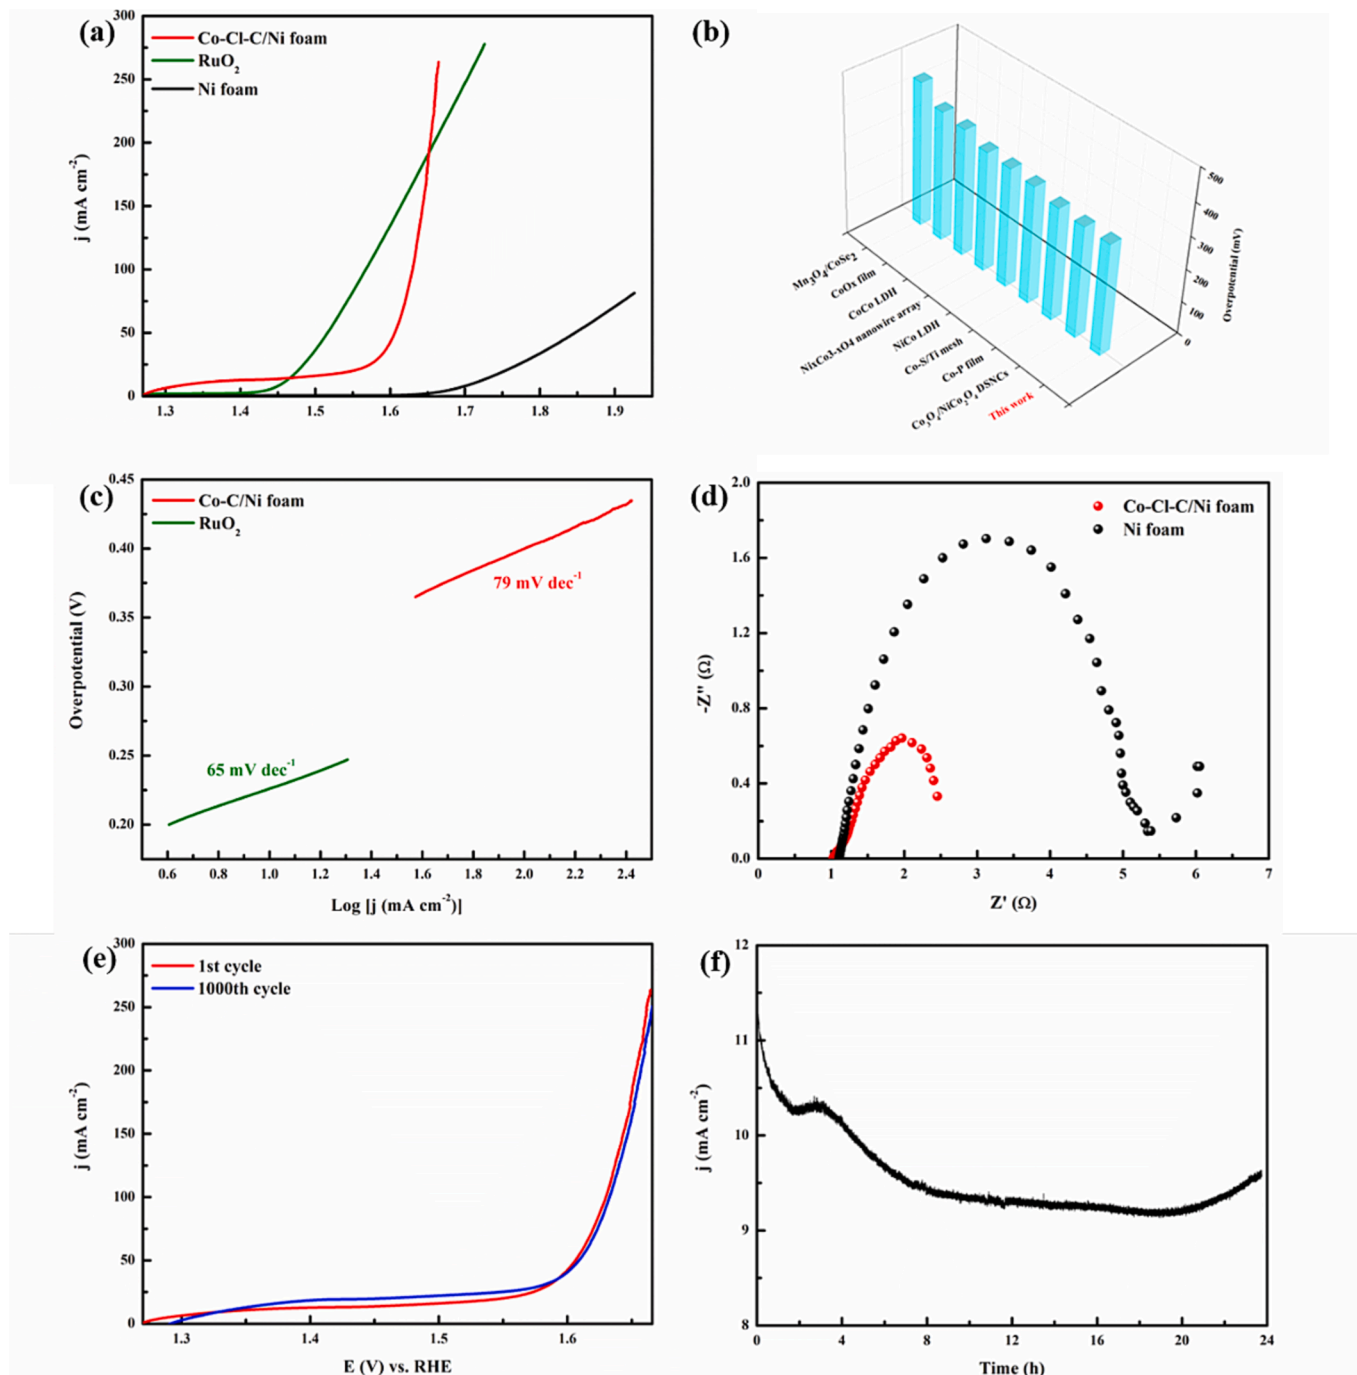 (a)
Co-Cl-C/Ni foam
RuO2
Ni foam
300
250
200
150
100
50
0
j (mA cm-2)
1.3 1.4 1.5 1.6 1.7 1.8 1.9
(b)
500
400
300
200
100
0
Overpotential (mV)
Mn3O4/CoSe2
CoOx film
CoCo LDH
NixCo3-xO4 nanowire array
NiCo LDH
Co-S/Ti mesh
Co-P film
Co3O4/NiCo2O4 DSNCs
This work
(c)
Co-C/Ni foam
RuO2
0.45
0.40
0.35
0.30
0.25
0.20
Overpotential (V)
79 mV dec-1
65 mV dec-1
0.6 0.8 1.0 1.2 1.4 1.6 1.8 2.0 2.2 2.4
Log [j (mA cm-2)]
(d)
Co-Cl-C/Ni foam
Ni foam
2.0
1.6
1.2
0.8
0.4
0.0
-Z" (Ω)
0 1 2 3 4 5 6 7
Z' (Ω)
(e)
1st cycle
1000th cycle
300
250
200
150
100
50
0
j (mA cm-2)
1.3 1.4 1.5 1.6
E (V) vs. RHE
(f)
12
11
10
9
8
j (mA cm-2)
0 4 8 12 16 20 24
Time (h)